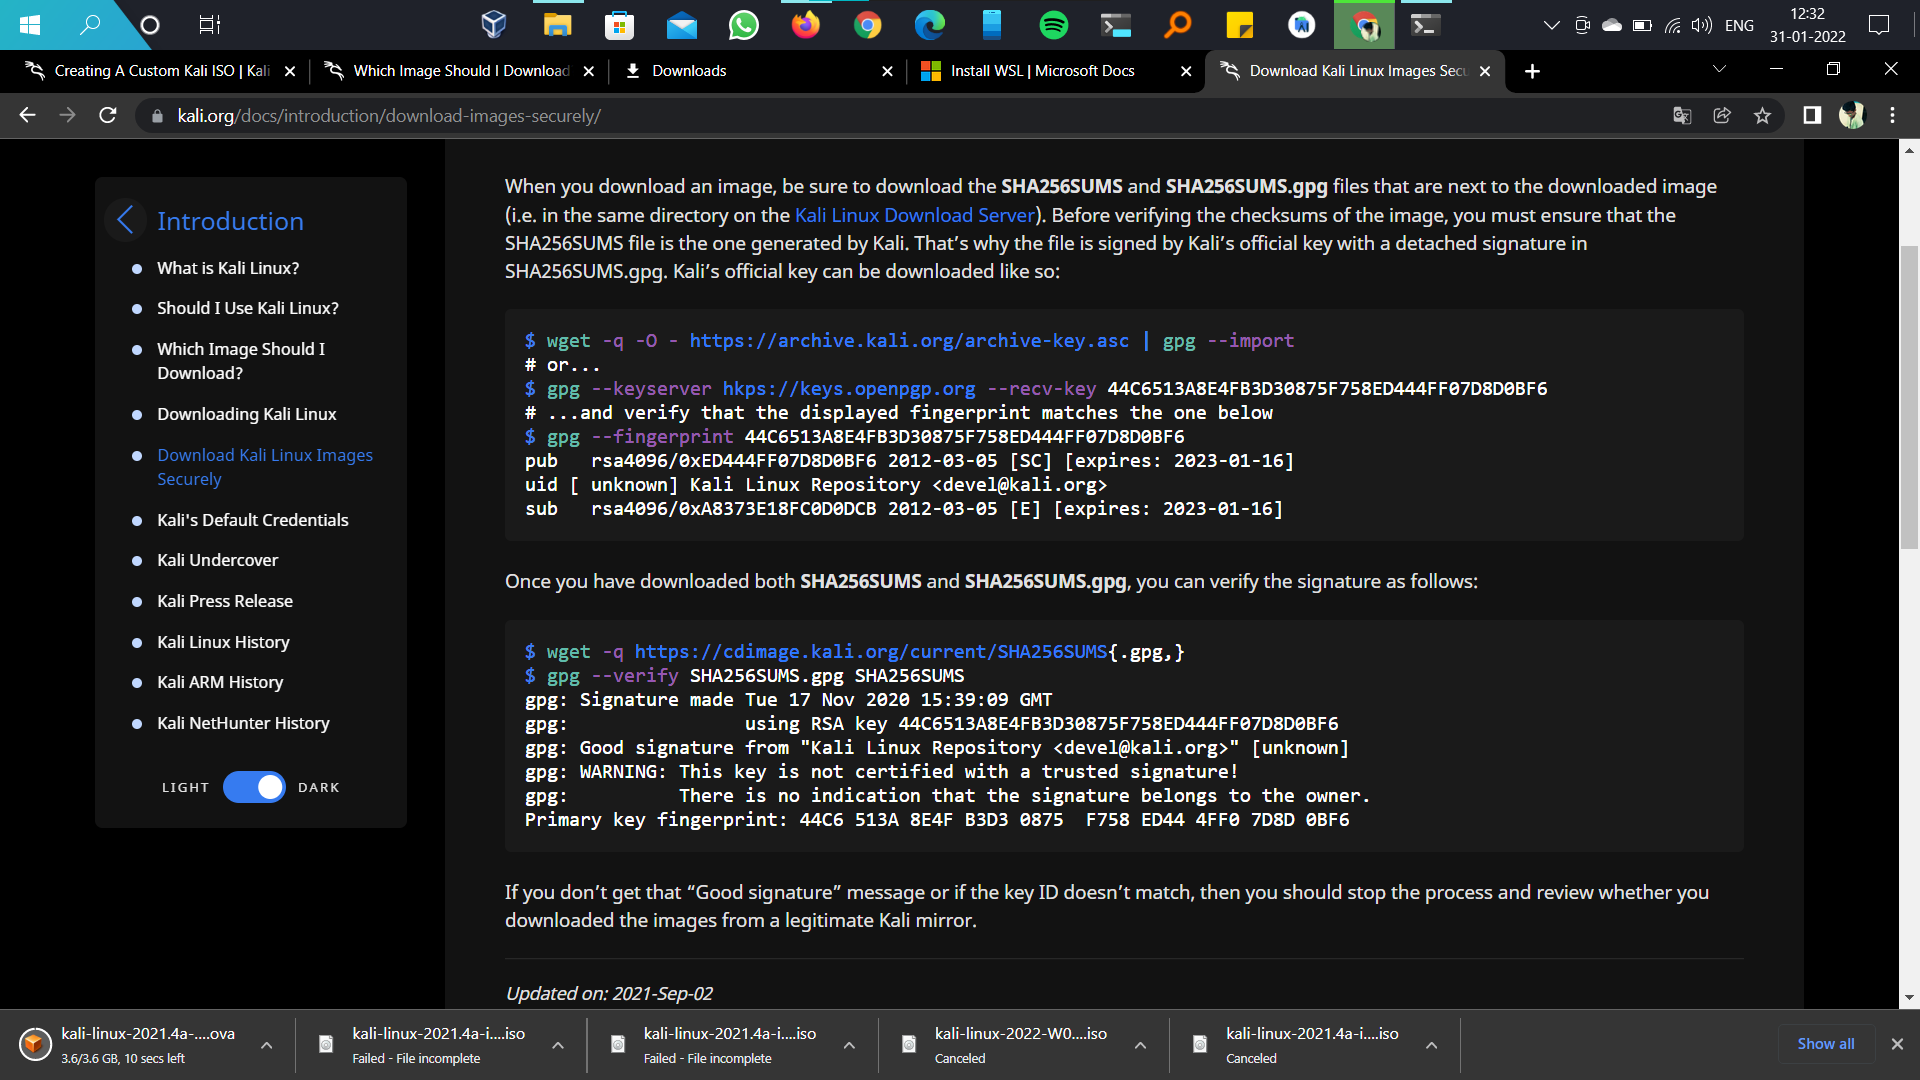 ENG
12:32
31-01-2022
Creating A Custom Kali ISO | Kali
Which Image Should I Download
Downloads
Install WSL | Microsoft Docs
Download Kali Linux Images Secu
kali.org/docs/introduction/download-images-securely/
Introduction
What is Kali Linux?
Should I Use Kali Linux?
Which Image Should I
Download?
Downloading Kali Linux
Download Kali Linux Images
Securely
Kali's Default Credentials
Kali Undercover
Kali Press Release
Kali Linux History
Kali ARM History
Kali NetHunter History
LIGHT DARK
When you download an image, be sure to download the SHA256SUMS and SHA256SUMS.gpg files that are next to the downloaded image
(i.e. in the same directory on the Kali Linux Download Server). Before verifying the checksums of the image, you must ensure that the
SHA256SUMS file is the one generated by Kali. That’s why the file is signed by Kali’s official key with a detached signature in
SHA256SUMS.gpg. Kali’s official key can be downloaded like so:
$ wget -q -O - https://archive.kali.org/archive-key.asc | gpg --import
# or...
$ gpg --keyserver hkps://keys.openpgp.org --recv-key 44C6513A8E4FB3D30875F758ED444FF07D8D0BF6
# ...and verify that the displayed fingerprint matches the one below
$ gpg --fingerprint 44C6513A8E4FB3D30875F758ED444FF07D8D0BF6
pub   rsa4096/0xED444FF07D8D0BF6 2012-03-05 [SC] [expires: 2023-01-16]
uid [ unknown] Kali Linux Repository <devel@kali.org>
sub   rsa4096/0xA8373E18FC0D0DCB 2012-03-05 [E] [expires: 2023-01-16]
Once you have downloaded both SHA256SUMS and SHA256SUMS.gpg, you can verify the signature as follows:
$ wget -q https://cdimage.kali.org/current/SHA256SUMS{.gpg,}
$ gpg --verify SHA256SUMS.gpg SHA256SUMS
gpg: Signature made Tue 17 Nov 2020 15:39:09 GMT
gpg:                using RSA key 44C6513A8E4FB3D30875F758ED444FF07D8D0BF6
gpg: Good signature from "Kali Linux Repository <devel@kali.org>" [unknown]
gpg: WARNING: This key is not certified with a trusted signature!
gpg:          There is no indication that the signature belongs to the owner.
Primary key fingerprint: 44C6 513A 8E4F B3D3 0875  F758 ED44 4FF0 7D8D 0BF6
If you don’t get that “Good signature” message or if the key ID doesn’t match, then you should stop the process and review whether you
downloaded the images from a legitimate Kali mirror.
Updated on: 2021-Sep-02
kali-linux-2021.4a-....ova
3.6/3.6 GB, 10 secs left
kali-linux-2021.4a-i....iso
Failed - File incomplete
kali-linux-2021.4a-i....iso
Failed - File incomplete
kali-linux-2022-W0....iso
Canceled
kali-linux-2021.4a-i....iso
Canceled
Show all